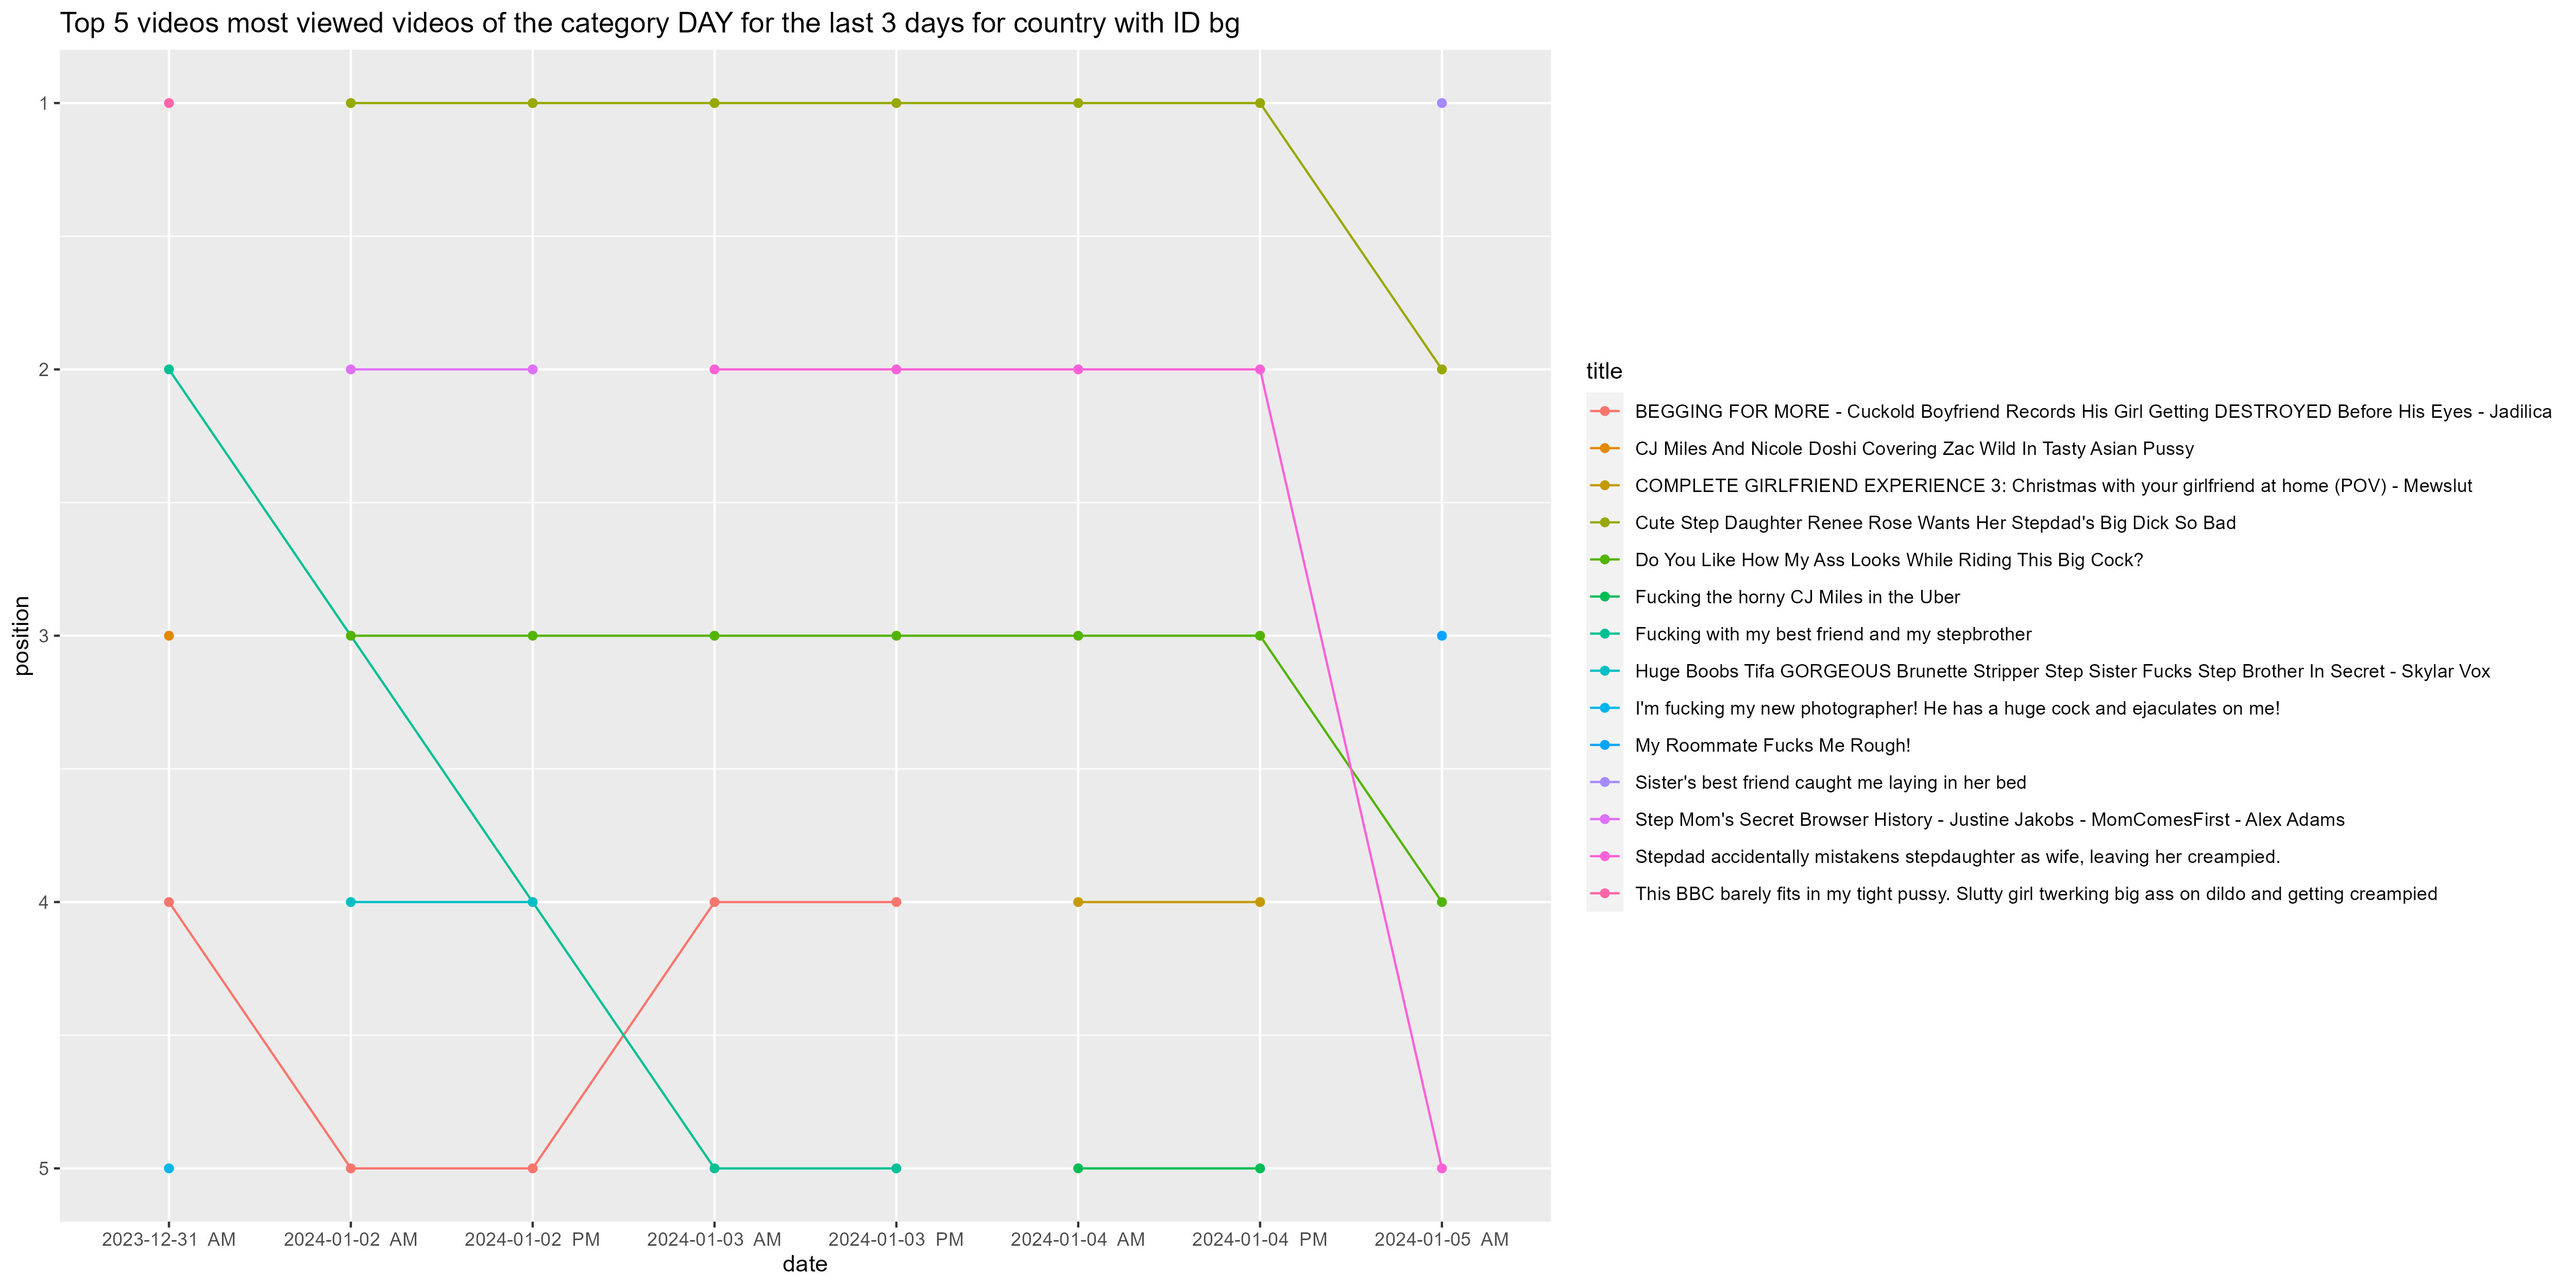 Top 5 videos most viewed videos of the category DAY for the last 3 days for country with ID bg
position
1
2
3
4
5
2023-12-31 AM
2024-01-02 AM
2024-01-02 PM
2024-01-03 AM
2024-01-03 PM
2024-01-04 AM
2024-01-04 PM
2024-01-05 AM
date
title
BEGGING FOR MORE - Cuckold Boyfriend Records His Girl Getting DESTROYED Before His Eyes - Jadilica
CJ Miles And Nicole Doshi Covering Zac Wild In Tasty Asian Pussy
COMPLETE GIRLFRIEND EXPERIENCE 3: Christmas with your girlfriend at home (POV) - Mewslut
Cute Step Daughter Renee Rose Wants Her Stepdad's Big Dick So Bad
Do You Like How My Ass Looks While Riding This Big Cock?
Fucking the horny CJ Miles in the Uber
Fucking with my best friend and my stepbrother
Huge Boobs Tifa GORGEOUS Brunette Stripper Step Sister Fucks Step Brother In Secret - Skylar Vox
I'm fucking my new photographer! He has a huge cock and ejaculates on me!
My Roommate Fucks Me Rough!
Sister's best friend caught me laying in her bed
Step Mom's Secret Browser History - Justine Jakobs - MomComesFirst - Alex Adams
Stepdad accidentally mistakens stepdaughter as wife, leaving her creampied.
This BBC barely fits in my tight pussy. Slutty girl twerking big ass on dildo and getting creampied